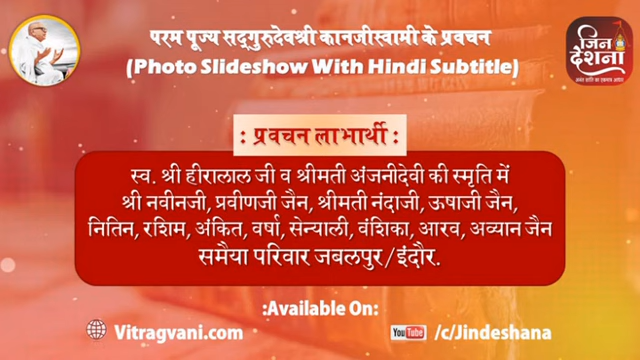 परम पूज्य सद्गुरुदेवश्री कानजीस्वामी के प्रवचन
(Photo Slideshow With Hindi Subtitle)
जिन
देशना
: प्रवचन लाभार्थी :
स्व. श्री हीरालाल जी व श्रीमती अंजनीदेवी की स्मृति में
श्री नवीनजी, प्रवीणजी जैन, श्रीमती नंदाजी, ऊषाजी जैन,
नितिन, रशिम, अंकित, वर्षा, सेन्याली, वंशिका, आरव, अव्यान जैन
समैया परिवार जबलपुर/इंदौर.
:Available On:
Vitragvani.com
YouTube /c/Jindeshana